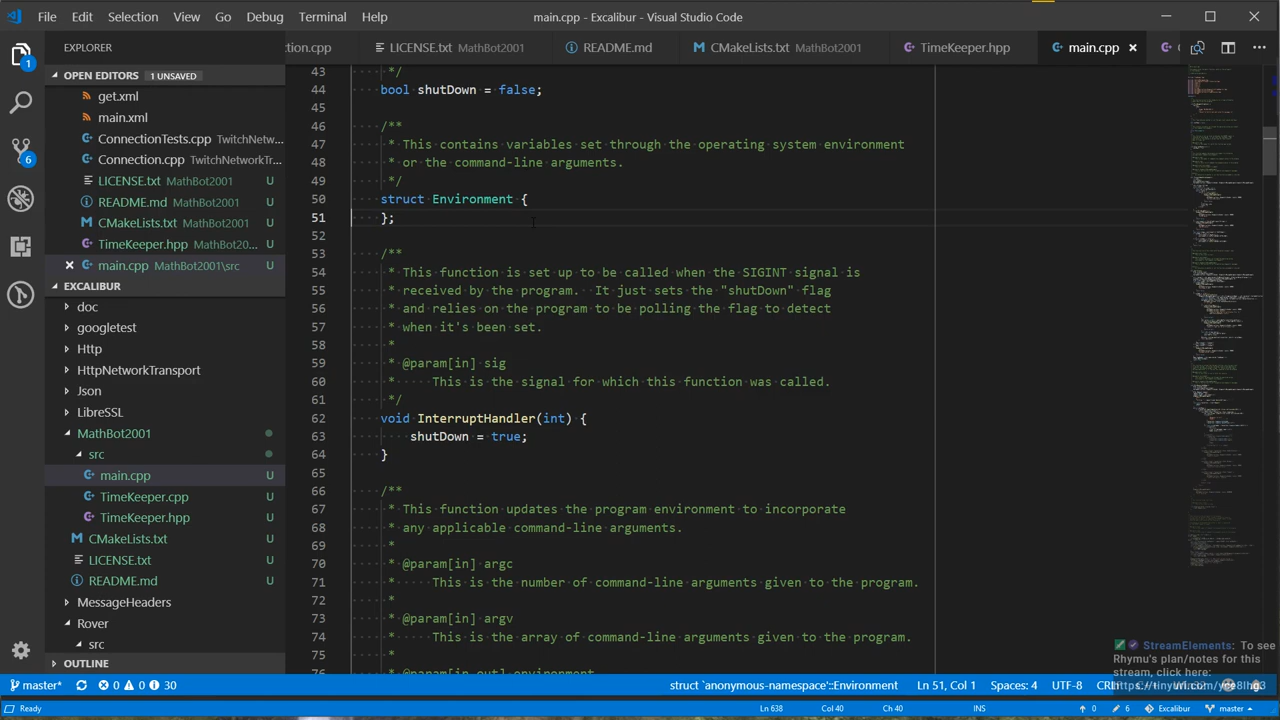 File Edit Selection View Go Debug Terminal Help main.cpp - Excalibur - Visual Studio Code
EXPLORER
ction.cpp LICENSE.txt MathBot2001 README.md CMakeLists.txt MathBot2001 TimeKeeper.hpp main.cpp
OPEN EDITORS 1 UNSAVED
get.xml
main.xml
ConnectionTests.cpp TwitchNetw...
Connection.cpp TwitchNetworkTr...
LICENSE.txt MathBot2001 U
README.md MathBot2001 U
CMakeLists.txt MathBot2001 U
TimeKeeper.hpp MathBot20... U
main.cpp MathBot2001\src U
EXCALIBUR
doc
googletest
Http
HttpNetworkTransport
Json
LibreSSL
MathBot2001
src
main.cpp U
TimeKeeper.cpp U
TimeKeeper.hpp U
CMakeLists.txt U
LICENSE.txt U
README.md U
MessageHeaders
Rover
src
OUTLINE
1
6
43 */
44 bool shutDown = false;
45
46 /**
47 * This contains variables set through the operating system environment
48 * or the command-line arguments.
49 */
50 struct Environment {
51 };
52
53 /**
54 * This function is set up to be called when the SIGINT signal is
55 * received by the program. It just sets the "shutDown" flag
56 * and relies on the program to be polling the flag to detect
57 * when it's been set.
58 *
59 * @param[in] sig
60 * This is the signal for which this function was called.
61 */
62 void InterruptHandler(int) {
63 shutDown = true;
64 }
65
66 /**
67 * This function updates the program environment to incorporate
68 * any applicable command-line arguments.
69 *
70 * @param[in] argc
71 * This is the number of command-line arguments given to the program.
72 *
73 * @param[in] argv
74 * This is the array of command-line arguments given to the program.
75 *
76 * @param[in,out] environment
StreamElements: To see
Rhymu's plan/notes for this
stream, click here:
master* 0 0 30 struct `anonymous-namespace'::Environment Ln 51, Col 1 Spaces: 4 UTF-8
Ready Ln 638 Col 40 Ch 40 INS 0 6 Excalibur master